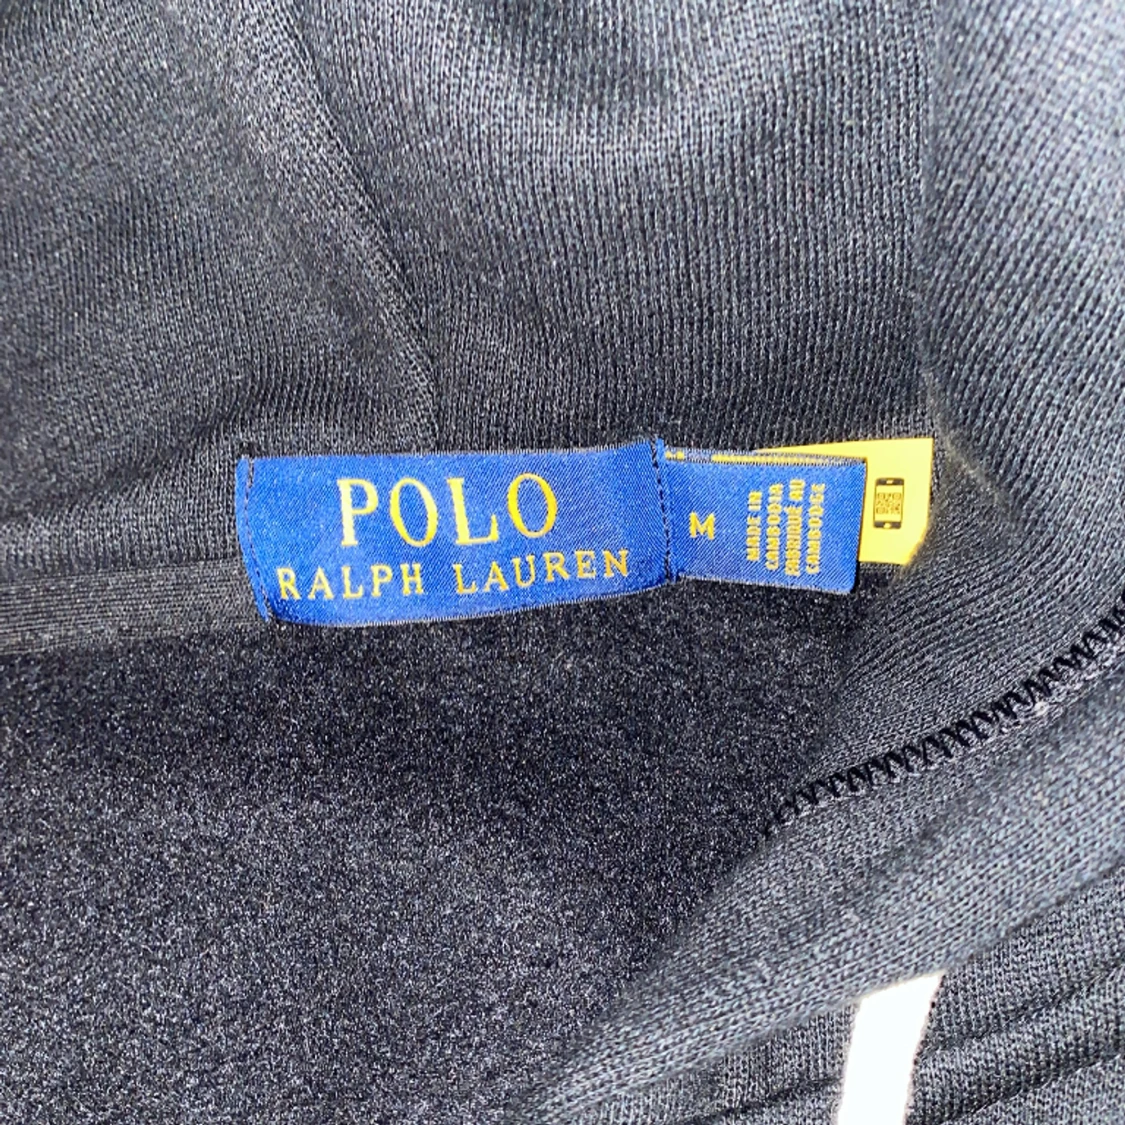 POLO
RALPH LAUREN
M
MADE IN
CAMBODIA
FABRIQUÉ AU
CAMBODGE